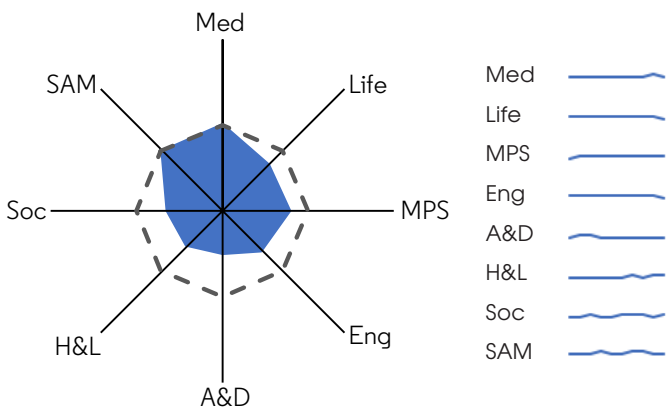 Med
SAM
Life
Soc
MPS
H&L
Eng
A&D
Med
Life
MPS
Eng
A&D
H&L
Soc
SAM